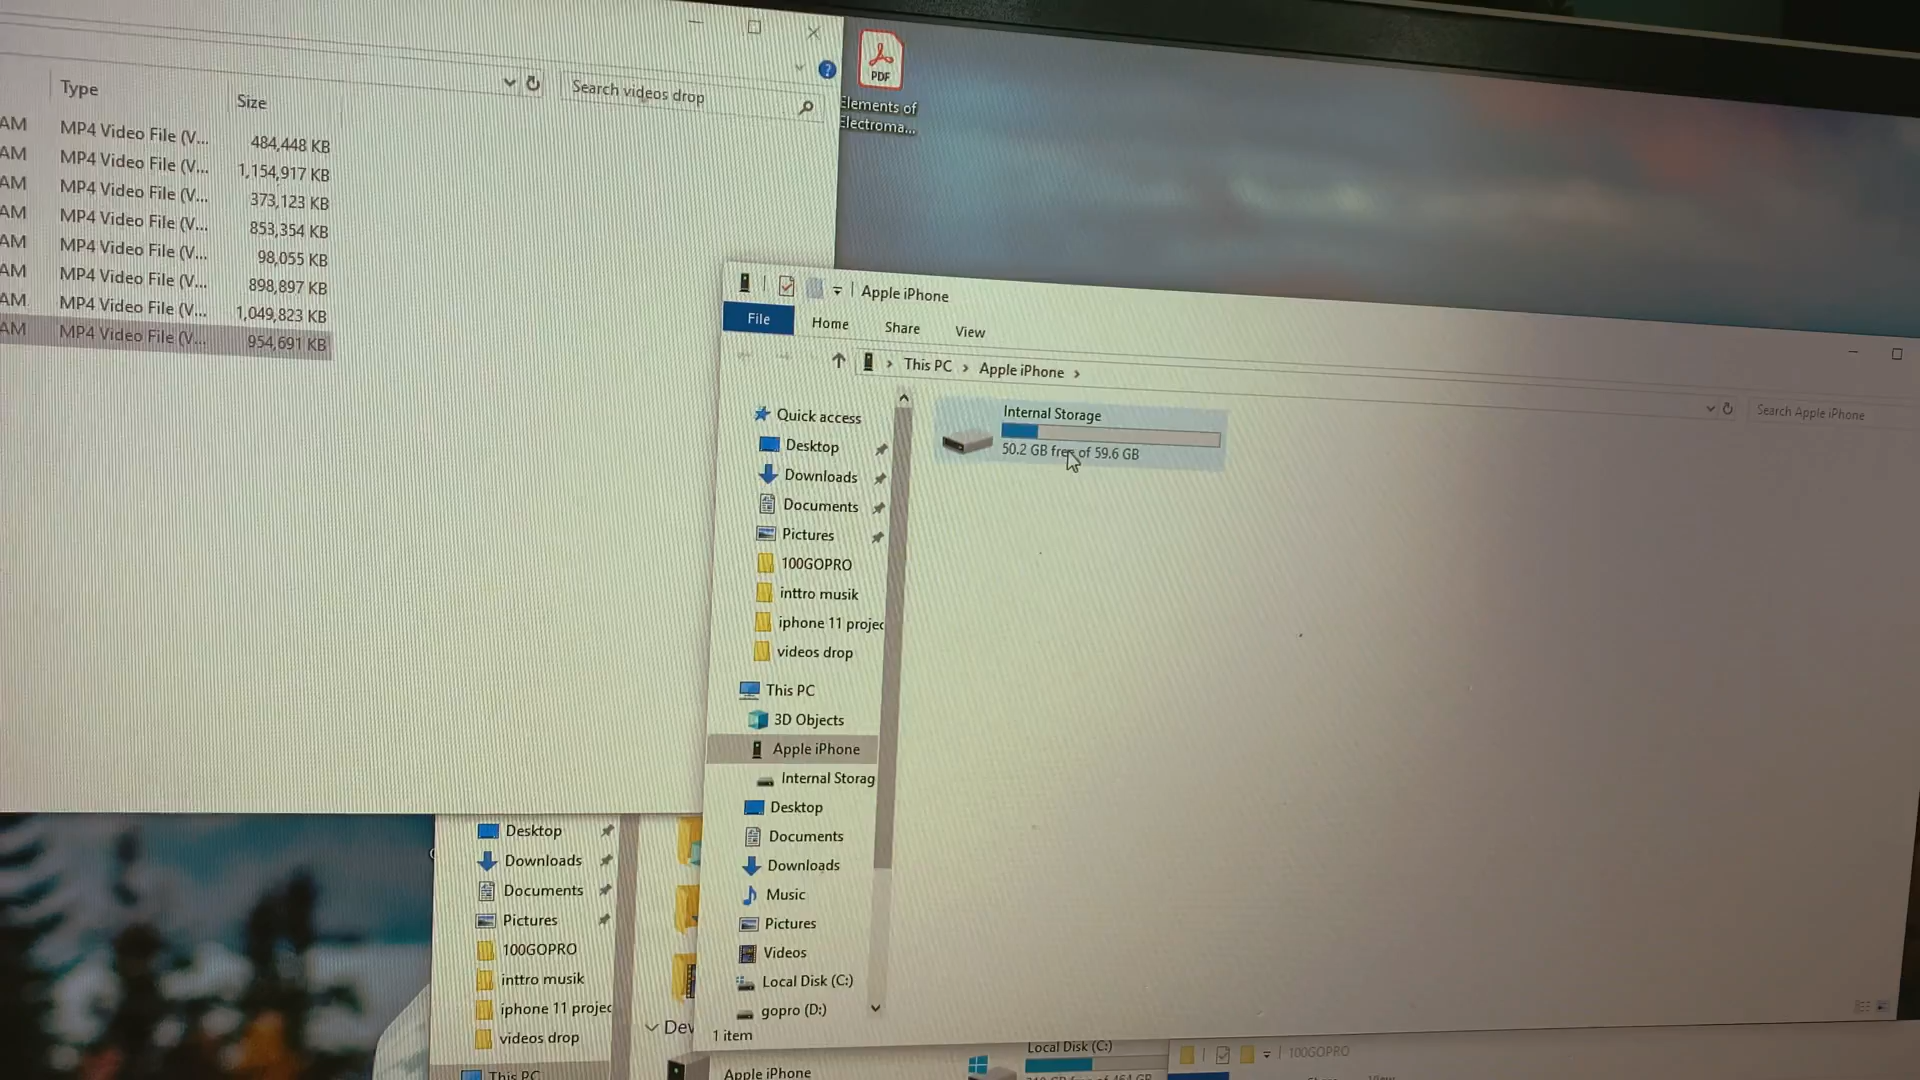 Search videos drop
Type
Size
AM MP4 Video File (V... 484,448 KB
AM MP4 Video File (V... 1,154,917 KB
AM MP4 Video File (V... 373,123 KB
AM MP4 Video File (V... 853,354 KB
AM MP4 Video File (V... 98,055 KB
AM MP4 Video File (V... 898,897 KB
AM MP4 Video File (V... 1,049,823 KB
AM MP4 Video File (V... 954,691 KB
PDF
Elements of
Electroma...
Apple iPhone
File Home Share View
This PC > Apple iPhone >
Search Apple iPhone
Internal Storage
50.2 GB free of 59.6 GB
Quick access
Desktop
Downloads
Documents
Pictures
100GOPRO
inttro musik
iphone 11 projec
videos drop
This PC
3D Objects
Apple iPhone
Internal Storag
Desktop
Documents
Downloads
Music
Pictures
Videos
Local Disk (C:)
gopro (D:)
1 item
Desktop
Downloads
Documents
Pictures
100GOPRO
inttro musik
iphone 11 projec
videos drop
This PC
Dev
Apple iPhone
Local Disk (C:)
100GOPRO